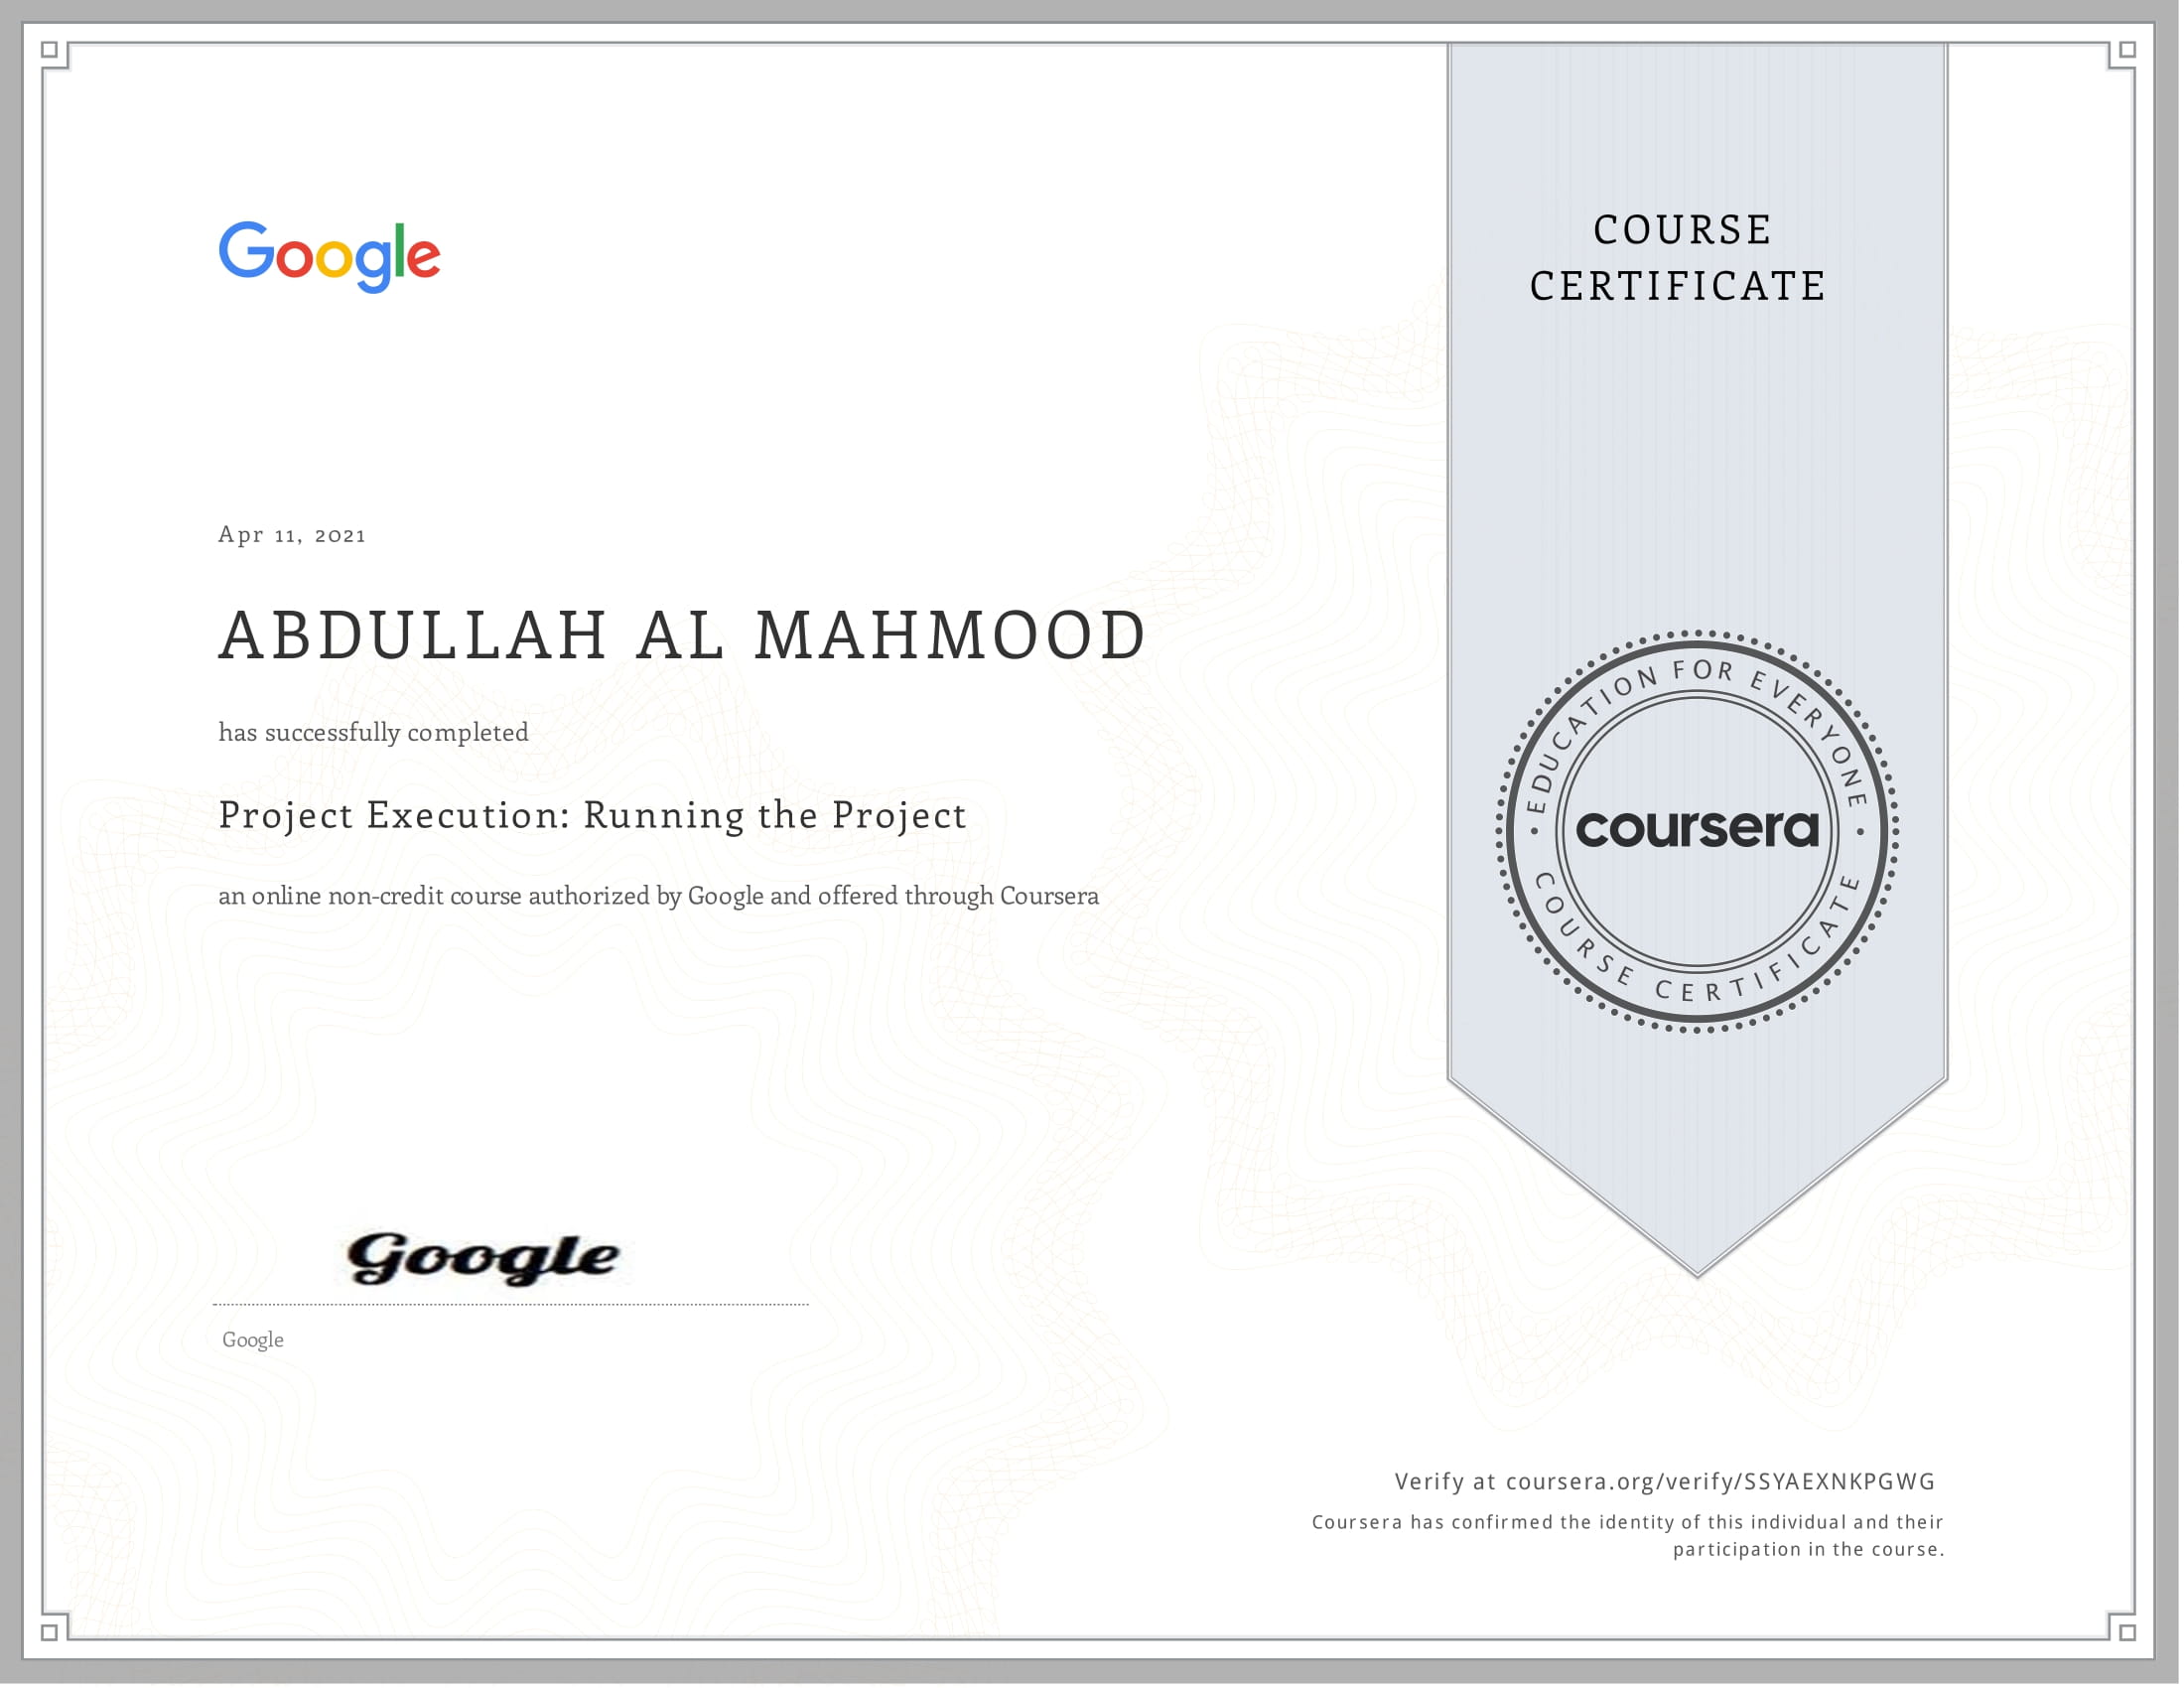 Google
COURSE
CERTIFICATE
Apr 11, 2021
ABDULLAH AL MAHMOOD
has successfully completed
Project Execution: Running the Project
an online non-credit course authorized by Google and offered through Coursera
EDUCATION FOR EVERYONE
coursera
COURSE CERTIFICATE
Google
Google
Verify at coursera.org/verify/SSYAEXNKPGWG
Coursera has confirmed the identity of this individual and their
participation in the course.